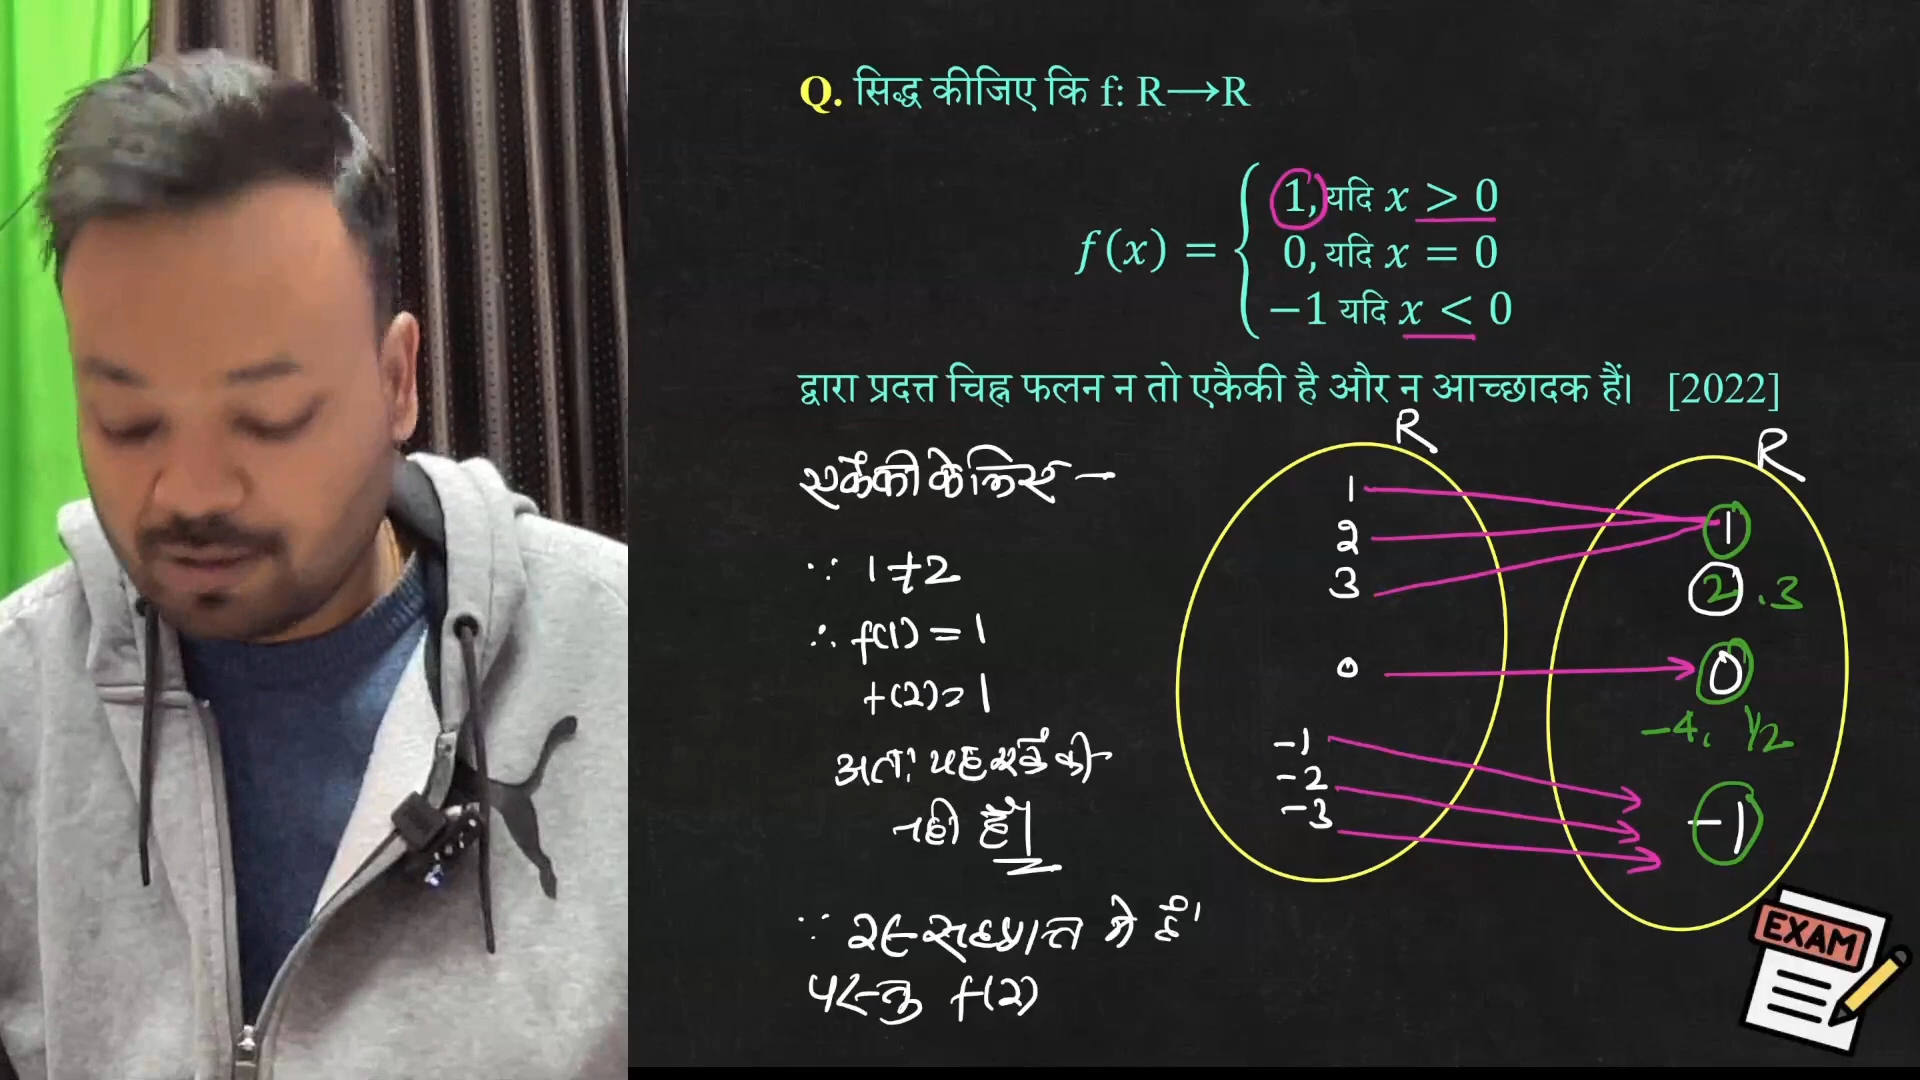 Q. सिद्ध कीजिए कि f: R⟶R
f(x) = { 1, यदि x > 0
0, यदि x = 0
−1 यदि x < 0
द्वारा प्रदत्त चिह्न फलन न तो एकैकी है और न आच्छादक हैं। [2022]
R
R
एकैकी के लिए –
∵ 1 ≠ 2
∴ f(1) = 1
f(2) = 1
अतः यह एकैकी
नही है।
∵ 2 सहप्रान्त मे है।
परन्तु f(2)
1
2
3
0
-1
-2
-3
1
2 . 3
0
-4, 1/2
-1
EXAM